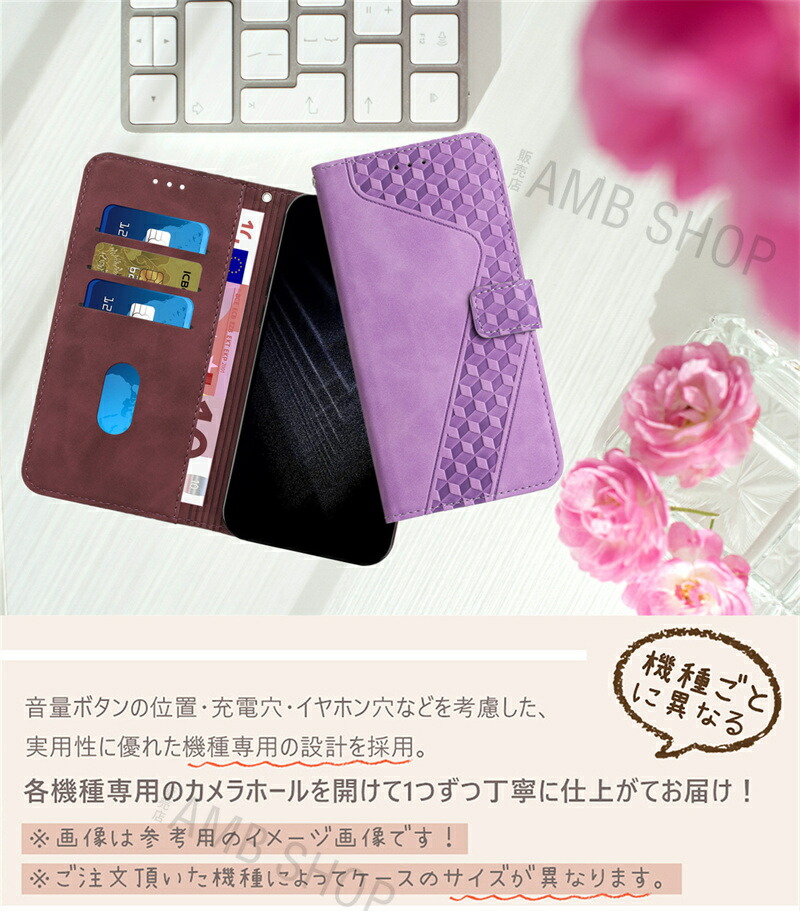 販売店 AMB SHOP
機種ごと
に異なる
音量ボタンの位置・充電穴・イヤホン穴などを考慮した、
実用性に優れた機種専用の設計を採用。
各機種専用のカメラホールを開けて1つずつ丁寧に仕上がてお届け！
※画像は参考用のイメージ画像です！
※ご注文頂いた機種によってケースのサイズが異なります。
販売店 AMB SHOP